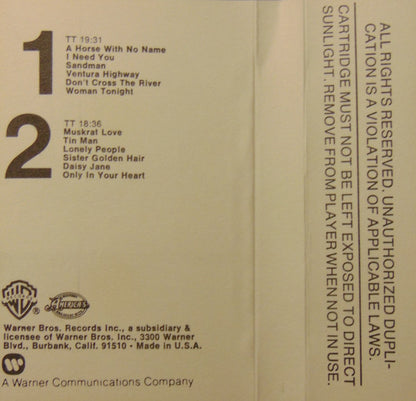 1
TT 19:31
A Horse With No Name
I Need You
Sandman
Ventura Highway
Don't Cross The River
Woman Tonight
2
TT 18:36
Muskrat Love
Tin Man
Lonely People
Sister Golden Hair
Daisy Jane
Only In Your Heart
WB ®
AMERICA'S
Warner Bros. Records Inc., a subsidiary &
licensee of Warner Bros. Inc., 3300 Warner
Blvd., Burbank, Calif. 91510 • Made in U.S.A.
A Warner Communications Company
ALL RIGHTS RESERVED. UNAUTHORIZED DUPLI-
CATION IS A VIOLATION OF APPLICABLE LAWS.
CARTRIDGE MUST NOT BE LEFT EXPOSED TO DIRECT
SUNLIGHT. REMOVE FROM PLAYER WHEN NOT IN USE.